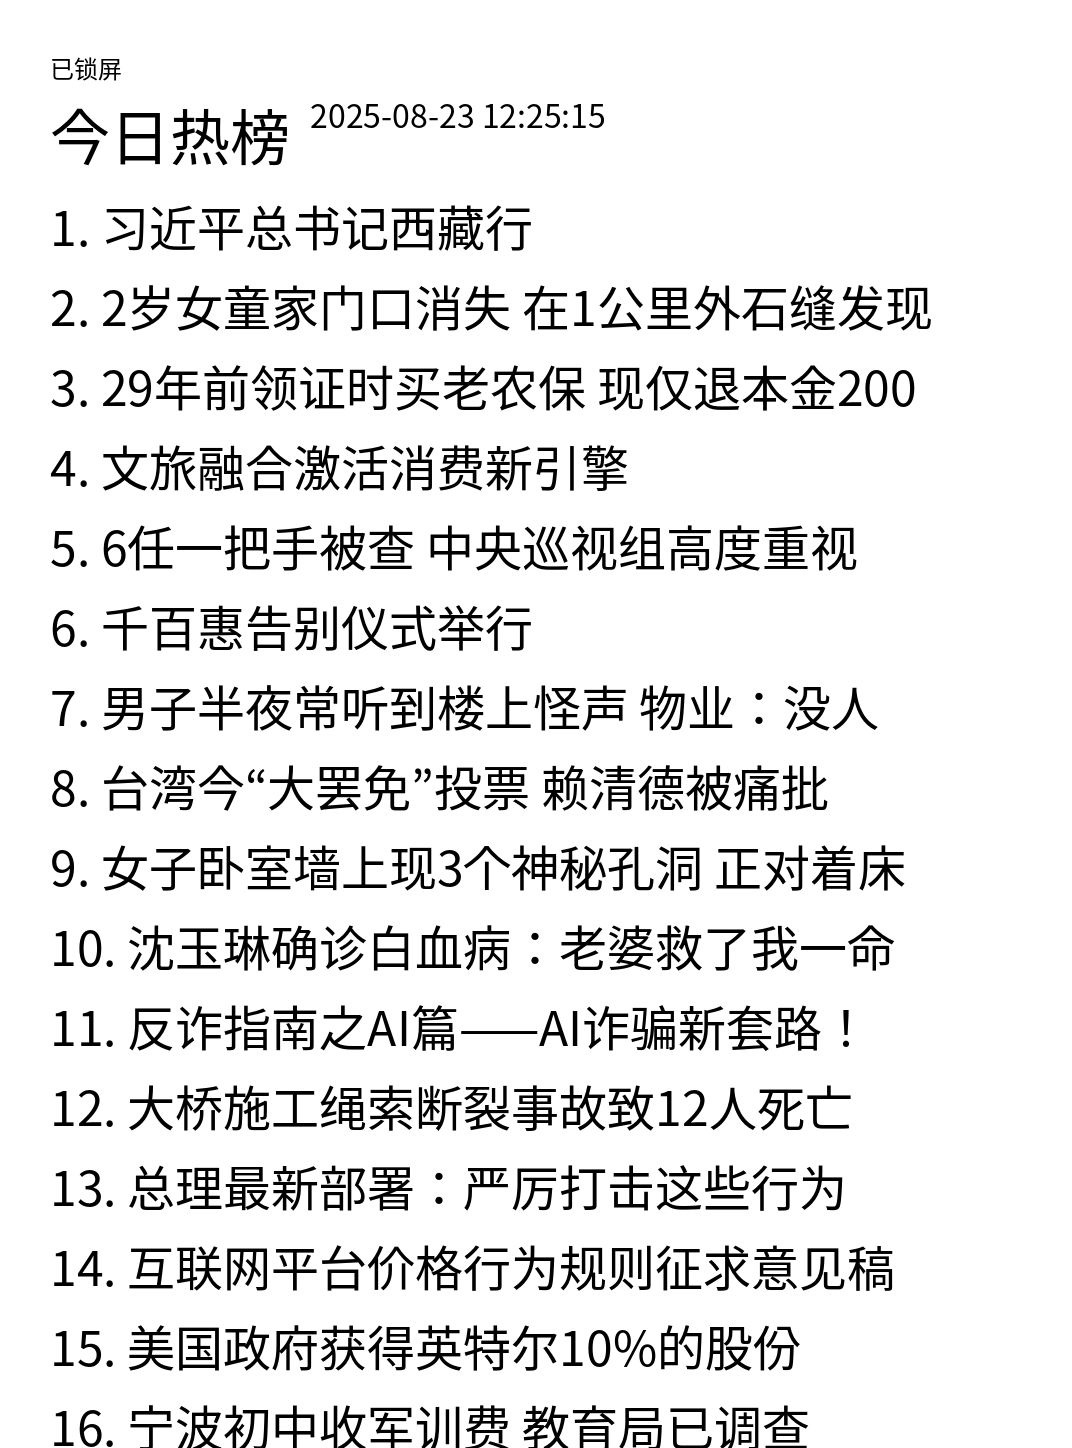 已锁屏
今日热榜 2025-08-23 12:25:15
1. 习近平总书记西藏行
2. 2岁女童家门口消失 在1公里外石缝发现
3. 29年前领证时买老农保 现仅退本金200
4. 文旅融合激活消费新引擎
5. 6任一把手被查 中央巡视组高度重视
6. 千百惠告别仪式举行
7. 男子半夜常听到楼上怪声 物业：没人
8. 台湾今“大罢免”投票 赖清德被痛批
9. 女子卧室墙上现3个神秘孔洞 正对着床
10. 沈玉琳确诊白血病：老婆救了我一命
11. 反诈指南之AI篇——AI诈骗新套路！
12. 大桥施工绳索断裂事故致12人死亡
13. 总理最新部署：严厉打击这些行为
14. 互联网平台价格行为规则征求意见稿
15. 美国政府获得英特尔10%的股份
16. 宁波初中收军训费 教育局已调查